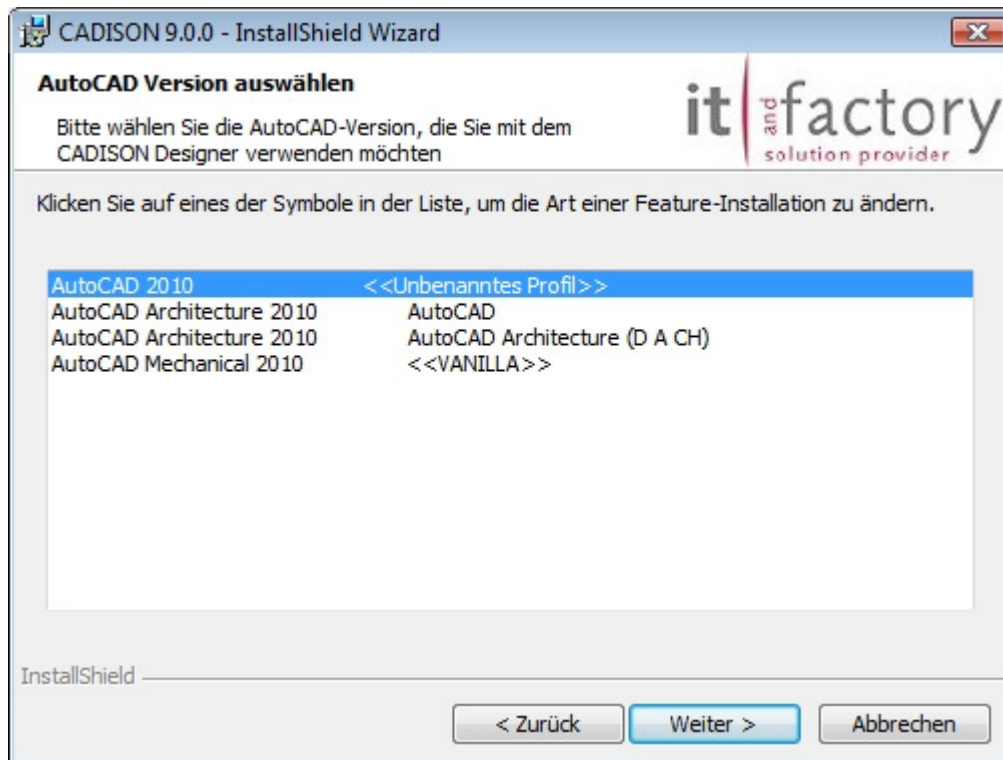 CADISON 9.0.0 - InstallShield Wizard
AutoCAD Version auswählen
Bitte wählen Sie die AutoCAD-Version, die Sie mit dem
CADISON Designer verwenden möchten
it and factory
solution provider
Klicken Sie auf eines der Symbole in der Liste, um die Art einer Feature-Installation zu ändern.
AutoCAD 2010 <<Unbenanntes Profil>>
AutoCAD Architecture 2010 AutoCAD
AutoCAD Architecture 2010 AutoCAD Architecture (D A CH)
AutoCAD Mechanical 2010 <<VANILLA>>
InstallShield
< Zurück Weiter > Abbrechen